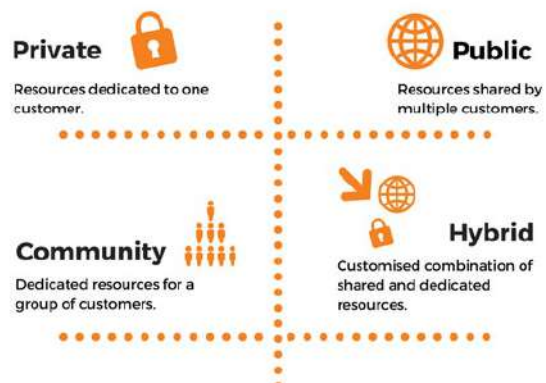 Private
Resources dedicated to one
customer.
Public
Resources shared by
multiple customers.
Community
Dedicated resources for a
group of customers.
Hybrid
Customised combination of
shared and dedicated
resources.